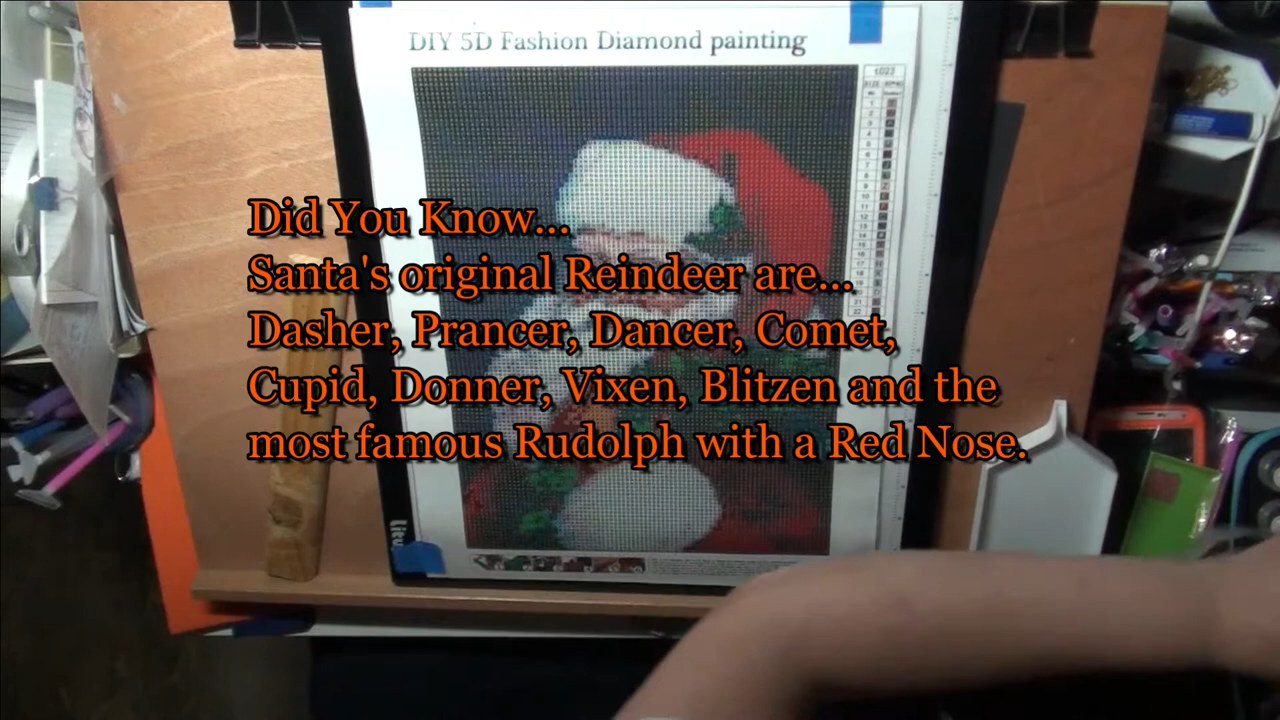 DIY 5D Fashion Diamond painting
Did You Know...
Santa's original Reindeer are...
Dasher, Prancer, Dancer, Comet,
Cupid, Donner, Vixen, Blitzen and the
most famous Rudolph with a Red Nose.